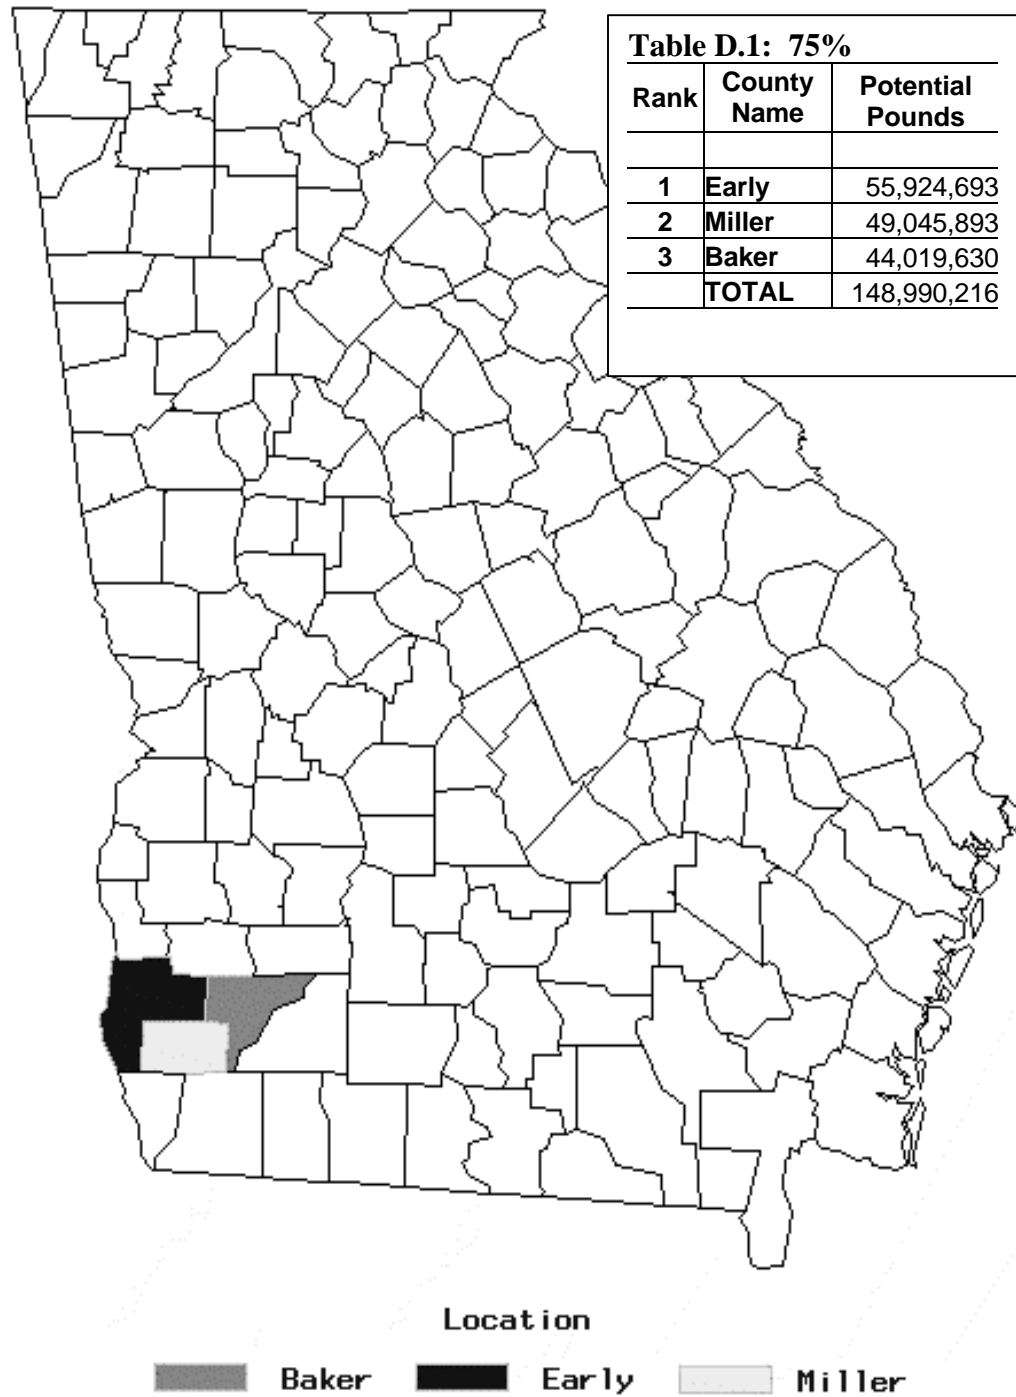 Table D.1: 75%
Rank County Name Potential Pounds
1 Early 55,924,693
2 Miller 49,045,893
3 Baker 44,019,630
TOTAL 148,990,216
Location
Baker Early Miller